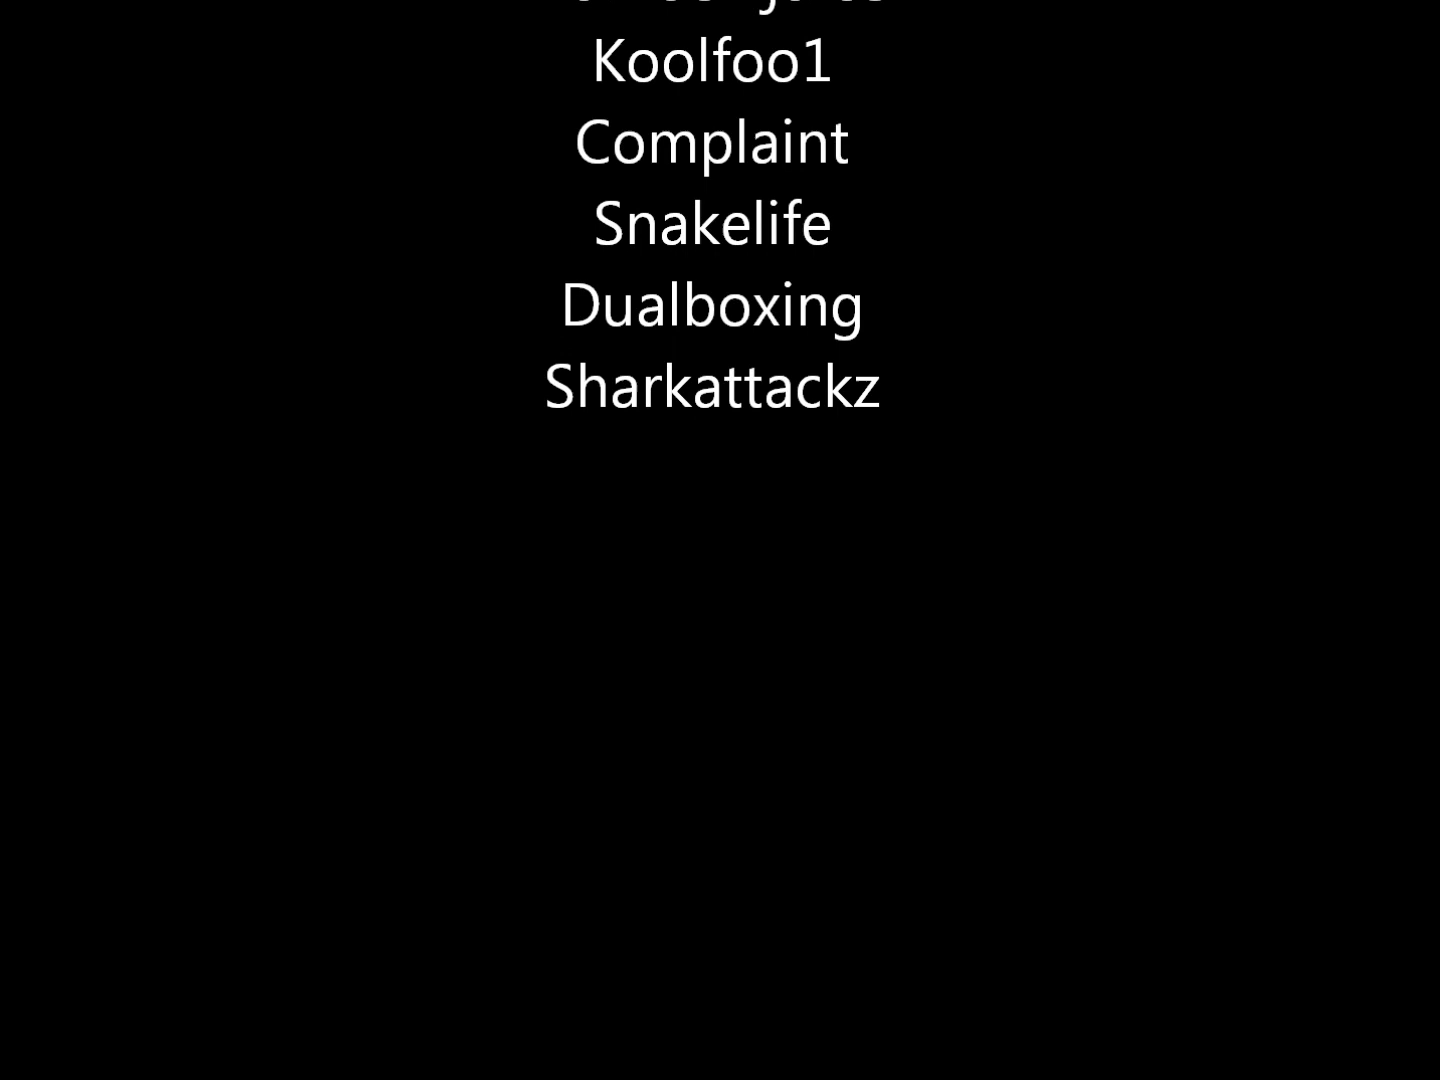 Koolfoo1
Complaint
Snakelife
Dualboxing
Sharkattackz